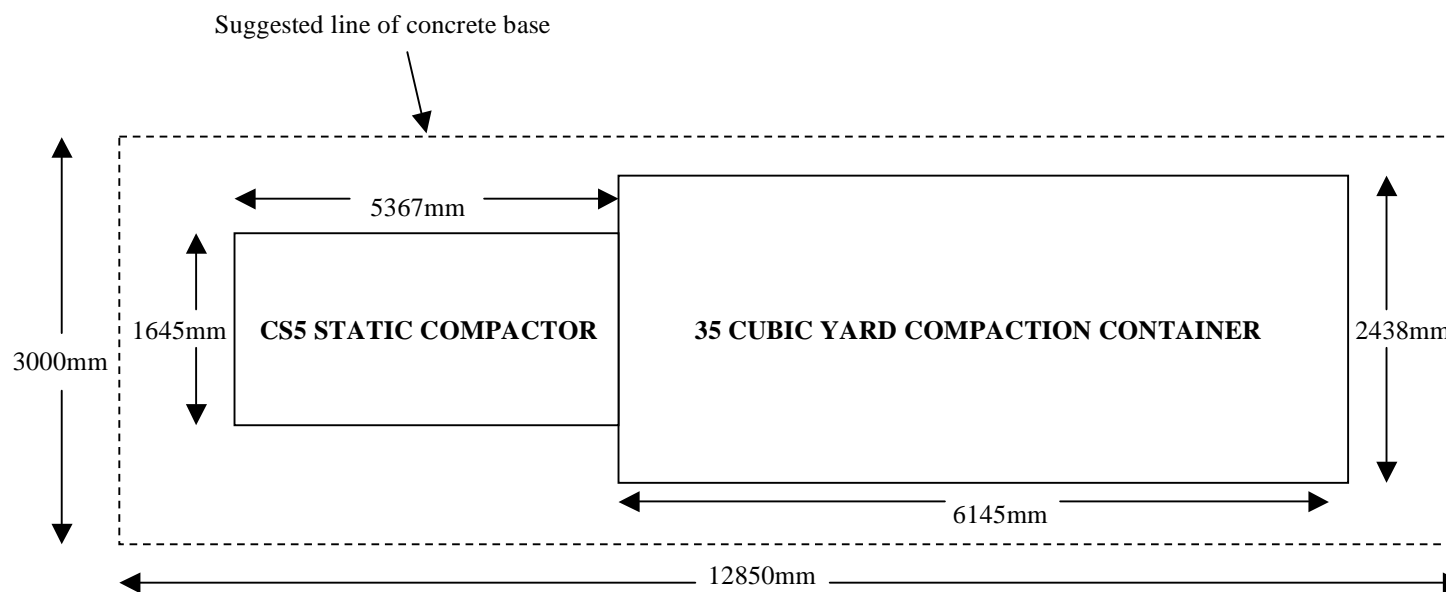 Suggested line of concrete base
5367mm
1645mm
CS5 STATIC COMPACTOR
35 CUBIC YARD COMPACTION CONTAINER
2438mm
3000mm
6145mm
12850mm